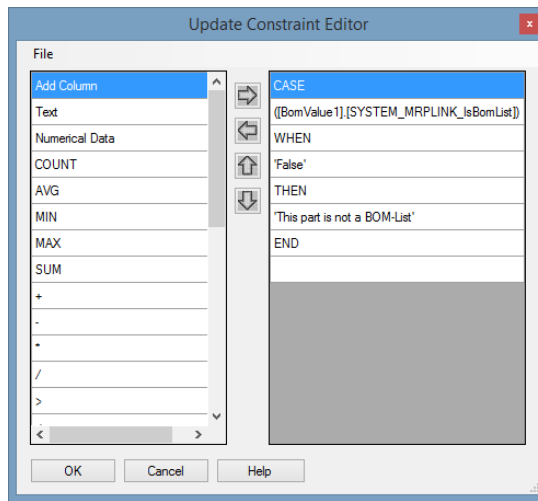 Update Constraint Editor
x
File
Add Column
Text
Numerical Data
COUNT
AVG
MIN
MAX
SUM
+
-
*
/
>
CASE
([BomValue1].[SYSTEM_MRPLINK_IsBomList])
WHEN
'False'
THEN
'This part is not a BOM-List'
END
OK
Cancel
Help